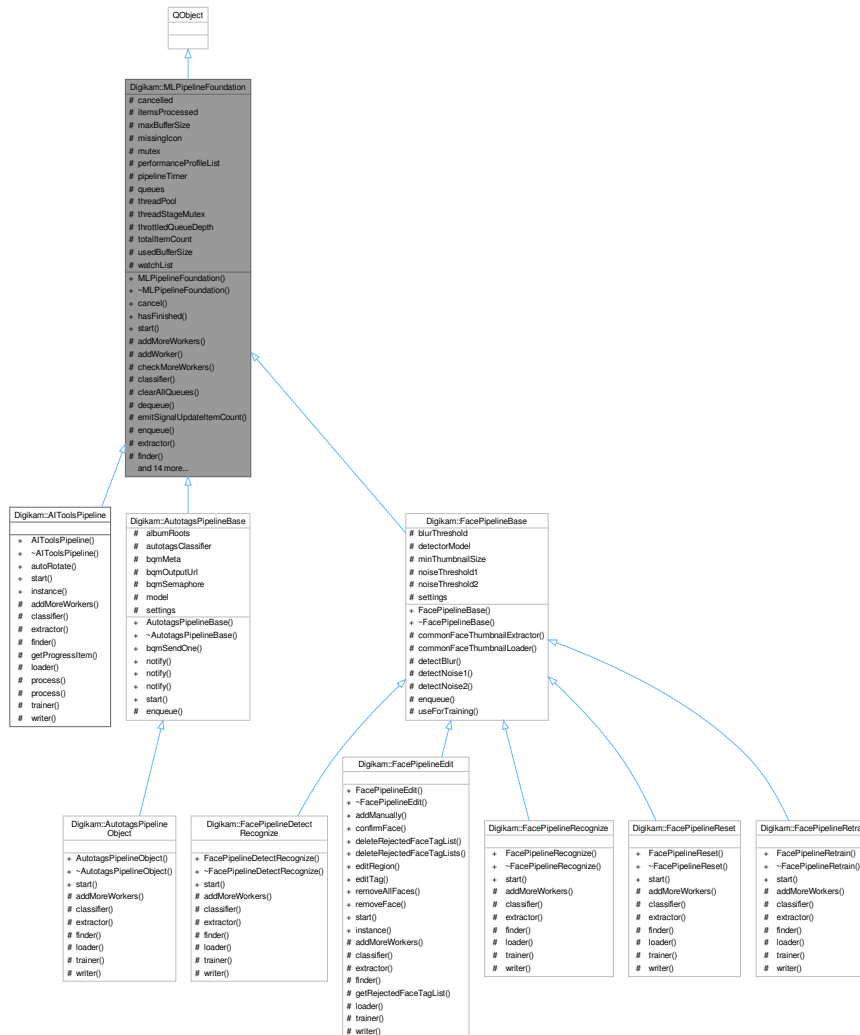 QObject
Digikam::MLPipelineFoundation
# cancelled
# itemsProcessed
# maxBufferSize
# missingIcon
# mutex
# performanceProfileList
# pipelineTimer
# queues
# threadPool
# threadStageMutex
# throttledQueueDepth
# totalItemCount
# usedBufferSize
# watchList
+ MLPipelineFoundation()
+ ~MLPipelineFoundation()
+ cancel()
+ hasFinished()
+ start()
# addMoreWorkers()
# addWorker()
# checkMoreWorkers()
# classifier()
# clearAllQueues()
# dequeue()
# emitSignalUpdateItemCount()
# enqueue()
# extractor()
# finder()
and 14 more...
Digikam::AIToolsPipeline
+ AIToolsPipeline()
+ ~AIToolsPipeline()
+ autoRotate()
+ start()
+ instance()
# addMoreWorkers()
# classifier()
# extractor()
# finder()
# getProgressItem()
# loader()
# process()
# process()
# trainer()
# writer()
Digikam::AutotagsPipelineBase
# albumRoots
# autotagsClassifier
# bqmMeta
# bqmOutputUrl
# bqmSemaphore
# model
# settings
+ AutotagsPipelineBase()
+ ~AutotagsPipelineBase()
+ bqmSendOne()
+ notify()
+ notify()
+ notify()
+ start()
# enqueue()
Digikam::FacePipelineBase
# blurThreshold
# detectorModel
# minThumbnailSize
# noiseThreshold1
# noiseThreshold2
# settings
+ FacePipelineBase()
+ ~FacePipelineBase()
# commonFaceThumbnailExtractor()
# commonFaceThumbnailLoader()
# detectBlur()
# detectNoise1()
# detectNoise2()
# enqueue()
# useForTraining()
Digikam::AutotagsPipeline
Object
+ AutotagsPipelineObject()
+ ~AutotagsPipelineObject()
+ start()
# addMoreWorkers()
# classifier()
# extractor()
# finder()
# loader()
# trainer()
# writer()
Digikam::FacePipelineDetect
Recognize
+ FacePipelineDetectRecognize()
+ ~FacePipelineDetectRecognize()
+ start()
# addMoreWorkers()
# classifier()
# extractor()
# finder()
# loader()
# trainer()
# writer()
Digikam::FacePipelineEdit
+ FacePipelineEdit()
+ ~FacePipelineEdit()
+ addManually()
+ confirmFace()
+ deleteRejectedFaceTagList()
+ deleteRejectedFaceTagLists()
+ editRegion()
+ editTag()
+ removeAllFaces()
+ removeFace()
+ start()
+ instance()
# addMoreWorkers()
# classifier()
# extractor()
# finder()
# getRejectedFaceTagList()
# loader()
# trainer()
# writer()
Digikam::FacePipelineRecognize
+ FacePipelineRecognize()
+ ~FacePipelineRecognize()
+ start()
# addMoreWorkers()
# classifier()
# extractor()
# finder()
# loader()
# trainer()
# writer()
Digikam::FacePipelineReset
+ FacePipelineReset()
+ ~FacePipelineReset()
+ start()
# addMoreWorkers()
# classifier()
# extractor()
# finder()
# loader()
# trainer()
# writer()
Digikam::FacePipelineRetra
+ FacePipelineRetrain()
+ ~FacePipelineRetrain()
+ start()
# addMoreWorkers()
# classifier()
# extractor()
# finder()
# loader()
# trainer()
# writer()